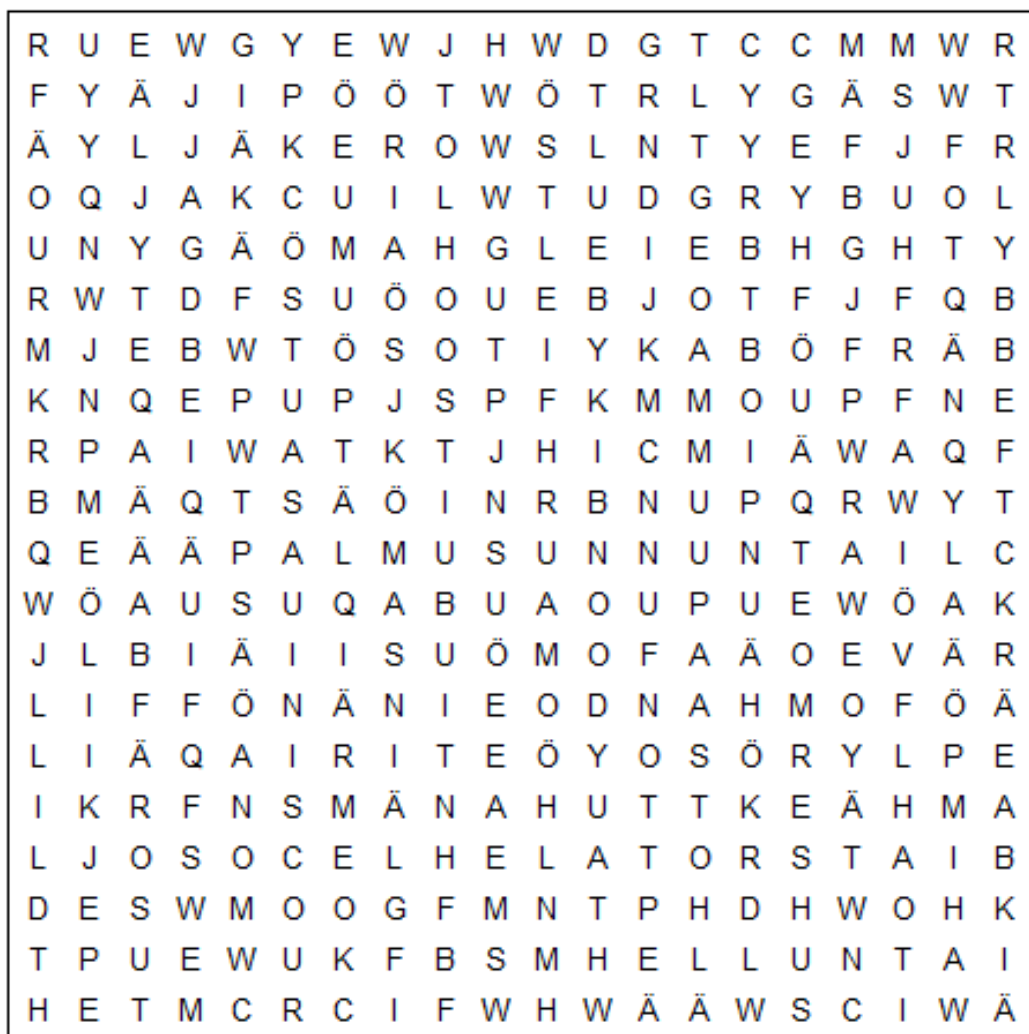 R U E W G Y E W J H W D G T C C M M W R
F Y Ä J I P Ö Ö T W Ö T R L Y G Ä S W T
Ä Y L J Ä K E R O W S L N T Y E F J F R
O Q J A K C U I L W T U D G R Y B U O L
U N Y G Ä Ö M A H G L E I E B H G H T Y
R W T D F S U Ö O U E B J O T F J F Q B
M J E B W T Ö S O T I Y K A B Ö F R Ä B
K N Q E P U P J S P F K M M O U P F N E
R P A I W A T K T J H I C M I Ä W A Q F
B M Ä Q T S Ä Ö I N R B N U P Q R W Y T
Q E Ä Ä P A L M U S U N N U N T A I L C
W Ö A U S U Q A B U A O U P U E W Ö A K
J L B I Ä I I S U Ö M O F A Ä O E V Ä R
L I F F Ö N Ä N I E O D N A H M O F Ö Ä
L I Ä Q A I R I T E Ö Y O S Ö R Y L P E
I K R F N S M Ä N A H U T T K E Ä H M A
L J O S O C E L H E L A T O R S T A I B
D E S W M O O G F M N T P H D H W O H K
T P U E W U K F B S M H E L L U N T A I
H E T M C R C I F W H W Ä Ä W S C I W Ä